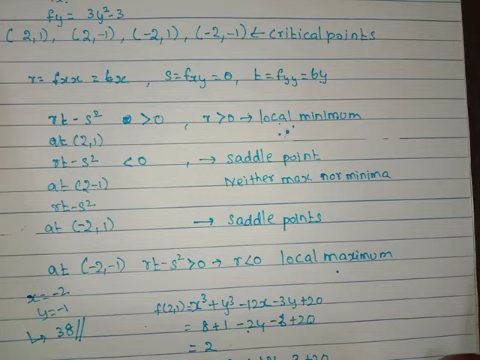 fy = 3y²-3
(2,1), (2,-1), (-2,1), (-2,-1) ← critical points
r = fxx = 6x , s = fxy = 0, t = fyy = 6y
rt - s² > 0 , r > 0 → local minimum
at (2,1)
rt - s² < 0 , → saddle point
at (2-1) Neither max nor minima
rt - s²
at (-2,1) → saddle points
at (-2,-1) rt - s² > 0 → r < 0 local maximum
x = -2
y = -1
↳ 38//
f(2,1) = x³ + y³ - 12x - 3y + 20
= 8 + 1 - 24 - 3 + 20
= 2